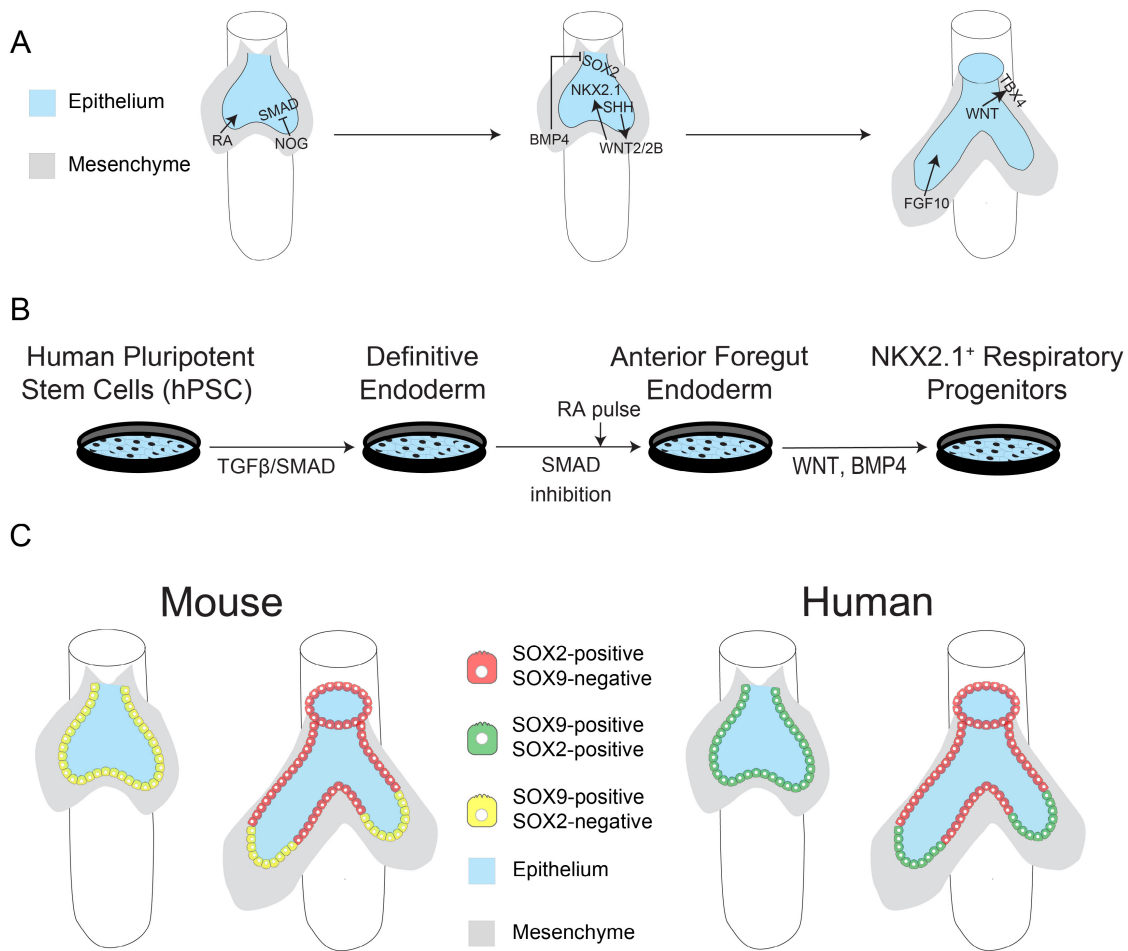 A
Epithelium
Mesenchyme
RA
SMAD
NOG
SOX2
NKX2.1
SHH
BMP4
WNT2/2B
TBX4
WNT
FGF10
B
Human Pluripotent
Stem Cells (hPSC)
Definitive
Endoderm
Anterior Foregut
Endoderm
NKX2.1⁺ Respiratory
Progenitors
TGFβ/SMAD
RA pulse
SMAD
inhibition
WNT, BMP4
C
Mouse
Human
SOX2-positive
SOX9-negative
SOX9-positive
SOX2-positive
SOX9-positive
SOX2-negative
Epithelium
Mesenchyme